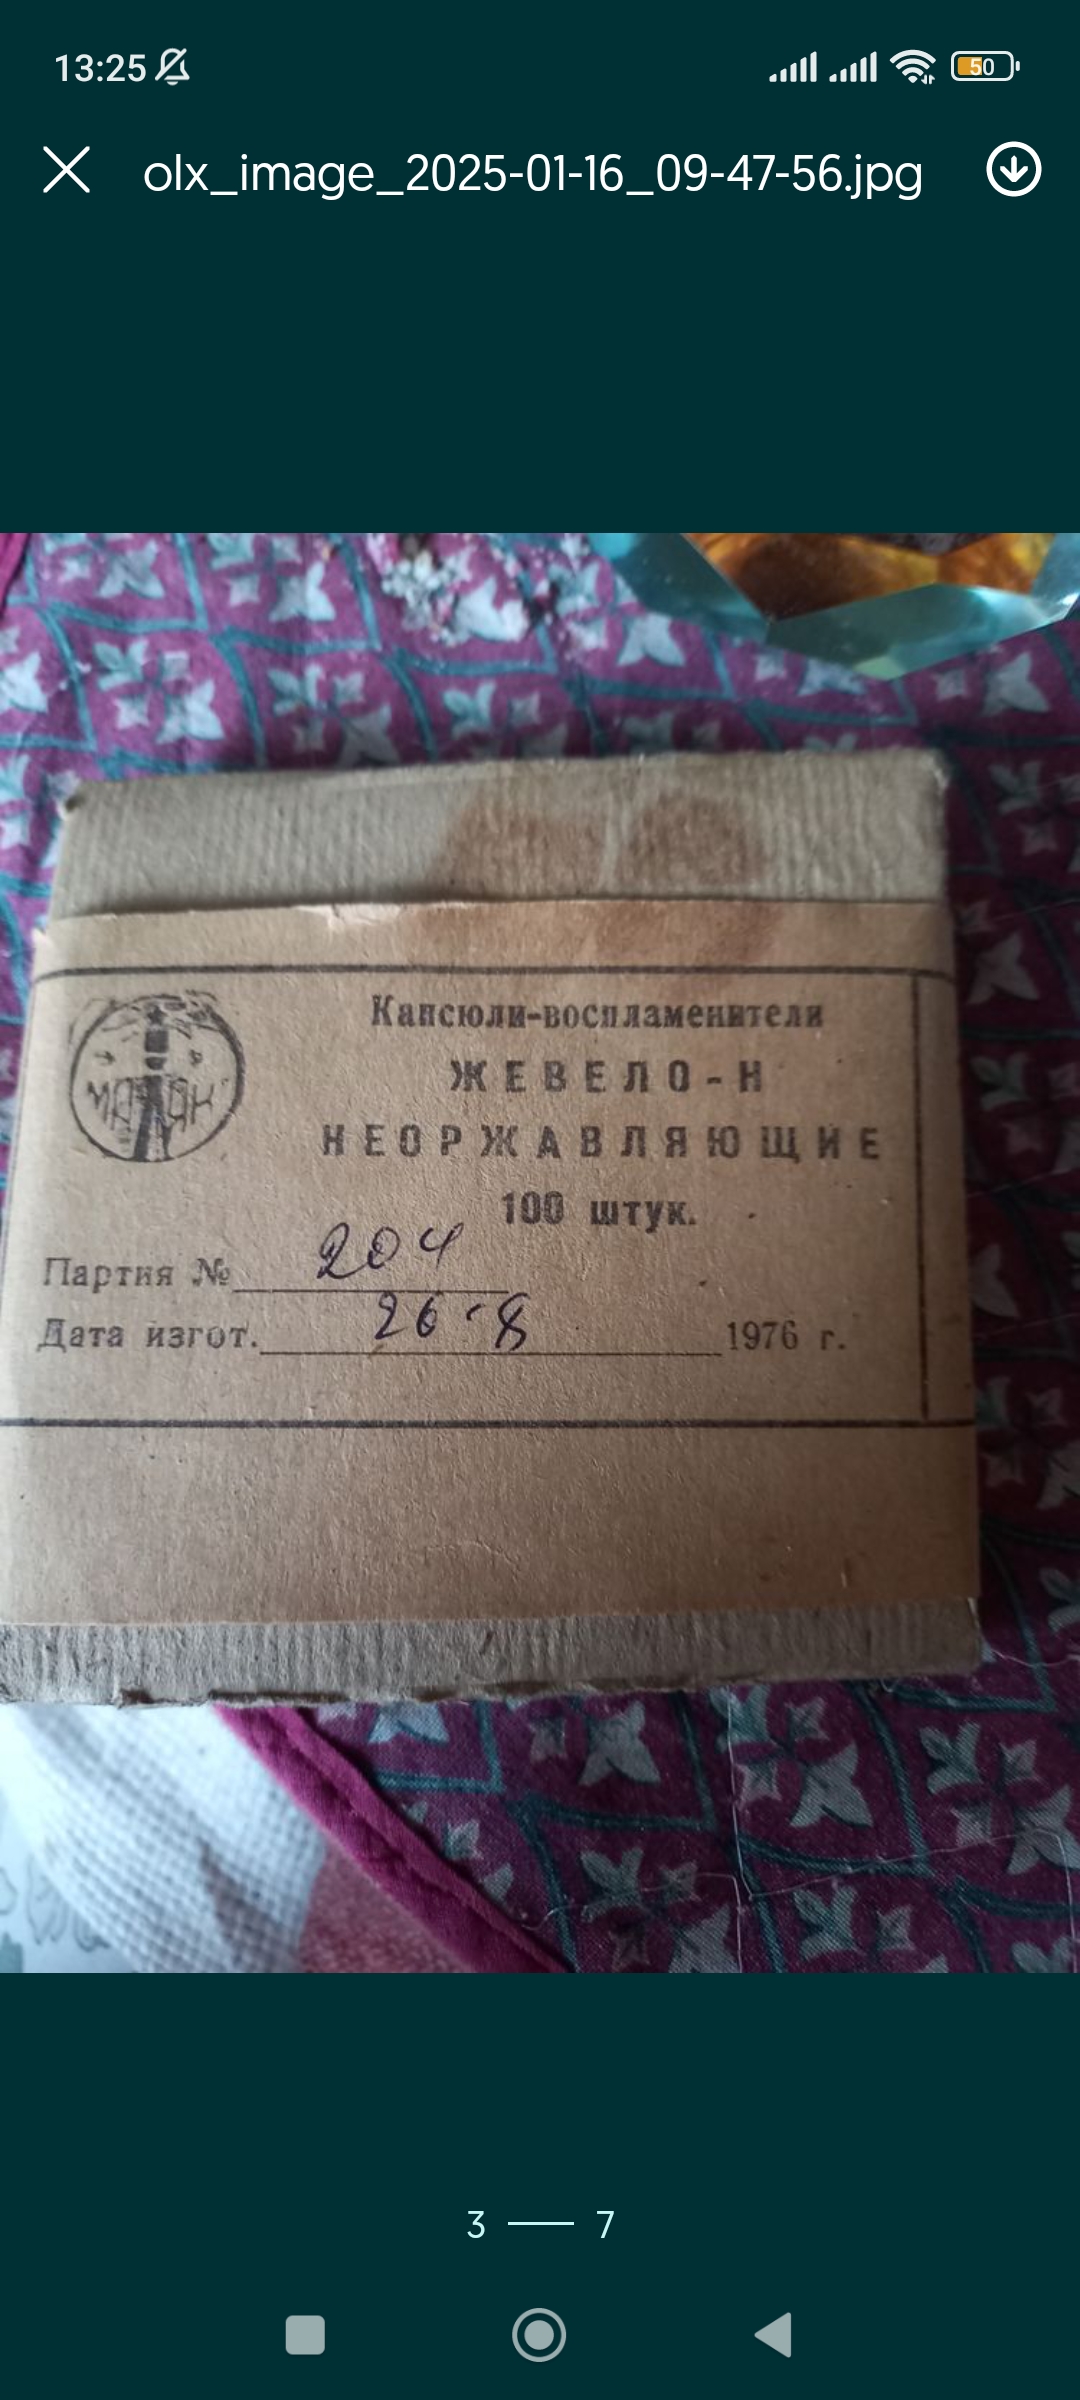 13:25
50
olx_image_2025-01-16_09-47-56.jpg
Капсюли-воспламенители
ЖЕВЕЛО-Н
НЕОРЖАВЛЯЮЩИЕ
100 штук.
Партия № 204
Дата изгот. 26-8 1976 г.
3 — 7